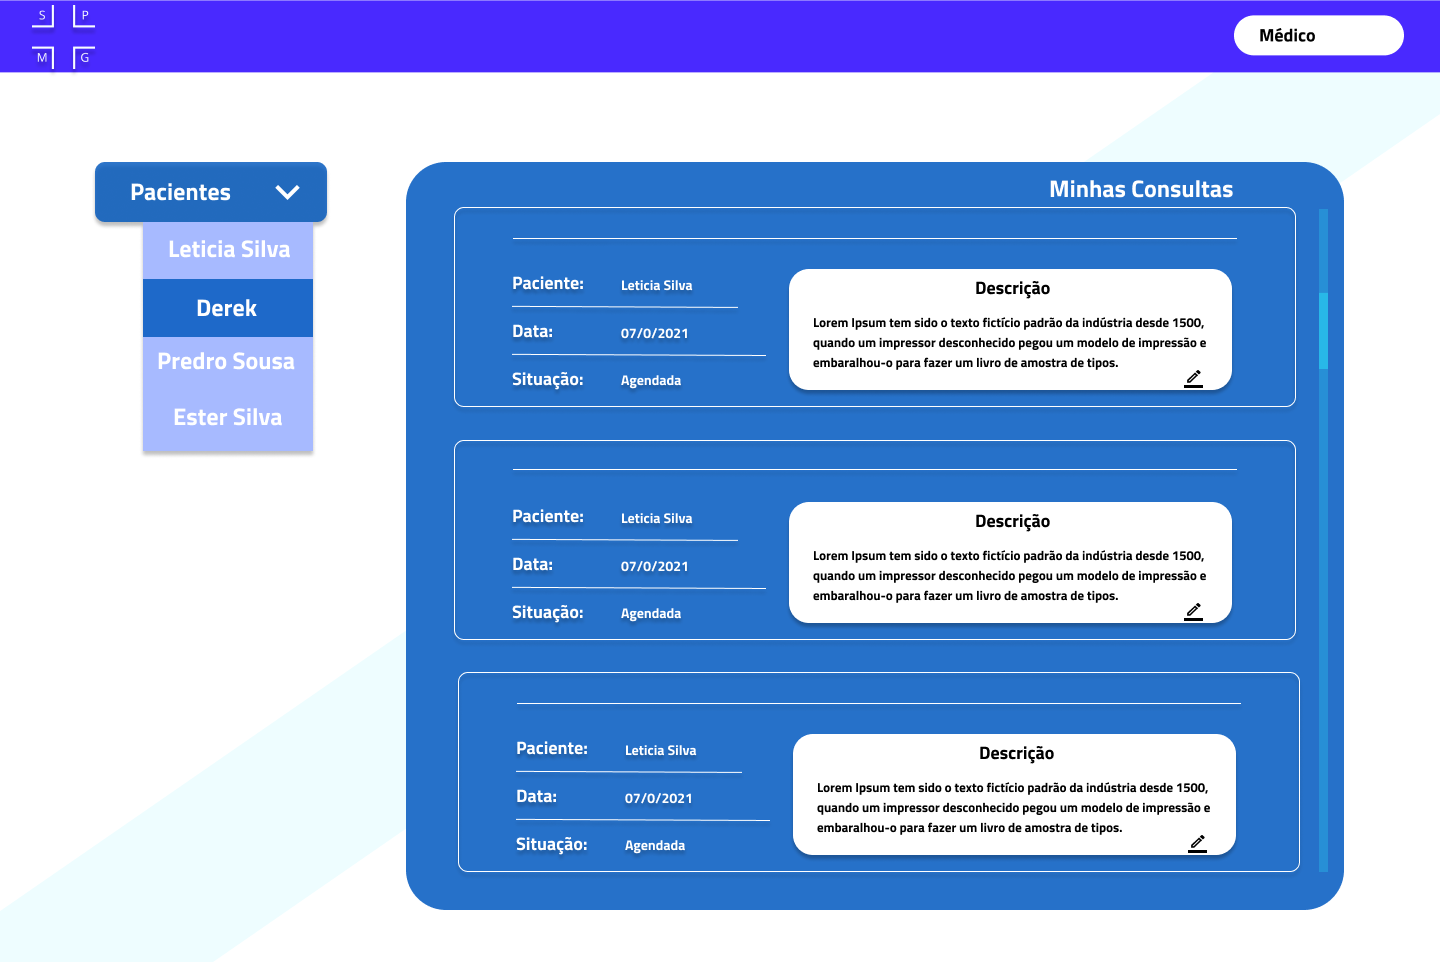 S P
M G
Médico
Pacientes
Leticia Silva
Derek
Predro Sousa
Ester Silva
Minhas Consultas
Paciente: Leticia Silva
Data: 07/0/2021
Situação: Agendada
Descrição
Lorem Ipsum tem sido o texto fictício padrão da indústria desde 1500,
quando um impressor desconhecido pegou um modelo de impressão e
embaralhou-o para fazer um livro de amostra de tipos.
Paciente: Leticia Silva
Data: 07/0/2021
Situação: Agendada
Descrição
Lorem Ipsum tem sido o texto fictício padrão da indústria desde 1500,
quando um impressor desconhecido pegou um modelo de impressão e
embaralhou-o para fazer um livro de amostra de tipos.
Paciente: Leticia Silva
Data: 07/0/2021
Situação: Agendada
Descrição
Lorem Ipsum tem sido o texto fictício padrão da indústria desde 1500,
quando um impressor desconhecido pegou um modelo de impressão e
embaralhou-o para fazer um livro de amostra de tipos.